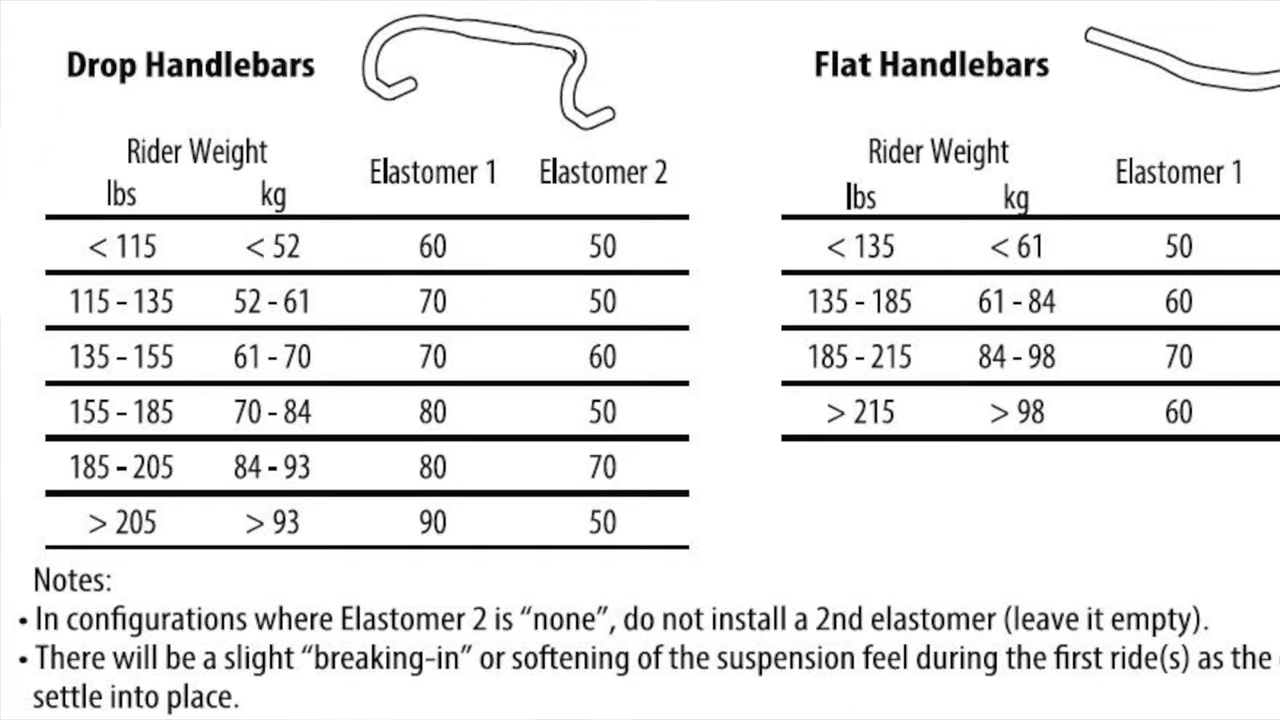 Drop Handlebars
Rider Weight
Elastomer 1 Elastomer 2
lbs kg
< 115 < 52 60 50
115 - 135 52 - 61 70 50
135 - 155 61 - 70 70 60
155 - 185 70 - 84 80 50
185 - 205 84 - 93 80 70
> 205 > 93 90 50
Flat Handlebars
Rider Weight
Elastomer 1
lbs kg
< 135 < 61 50
135 - 185 61 - 84 60
185 - 215 84 - 98 70
> 215 > 98 60
Notes:
• In configurations where Elastomer 2 is “none”, do not install a 2nd elastomer (leave it empty).
• There will be a slight “breaking-in” or softening of the suspension feel during the first ride(s) as the
settle into place.